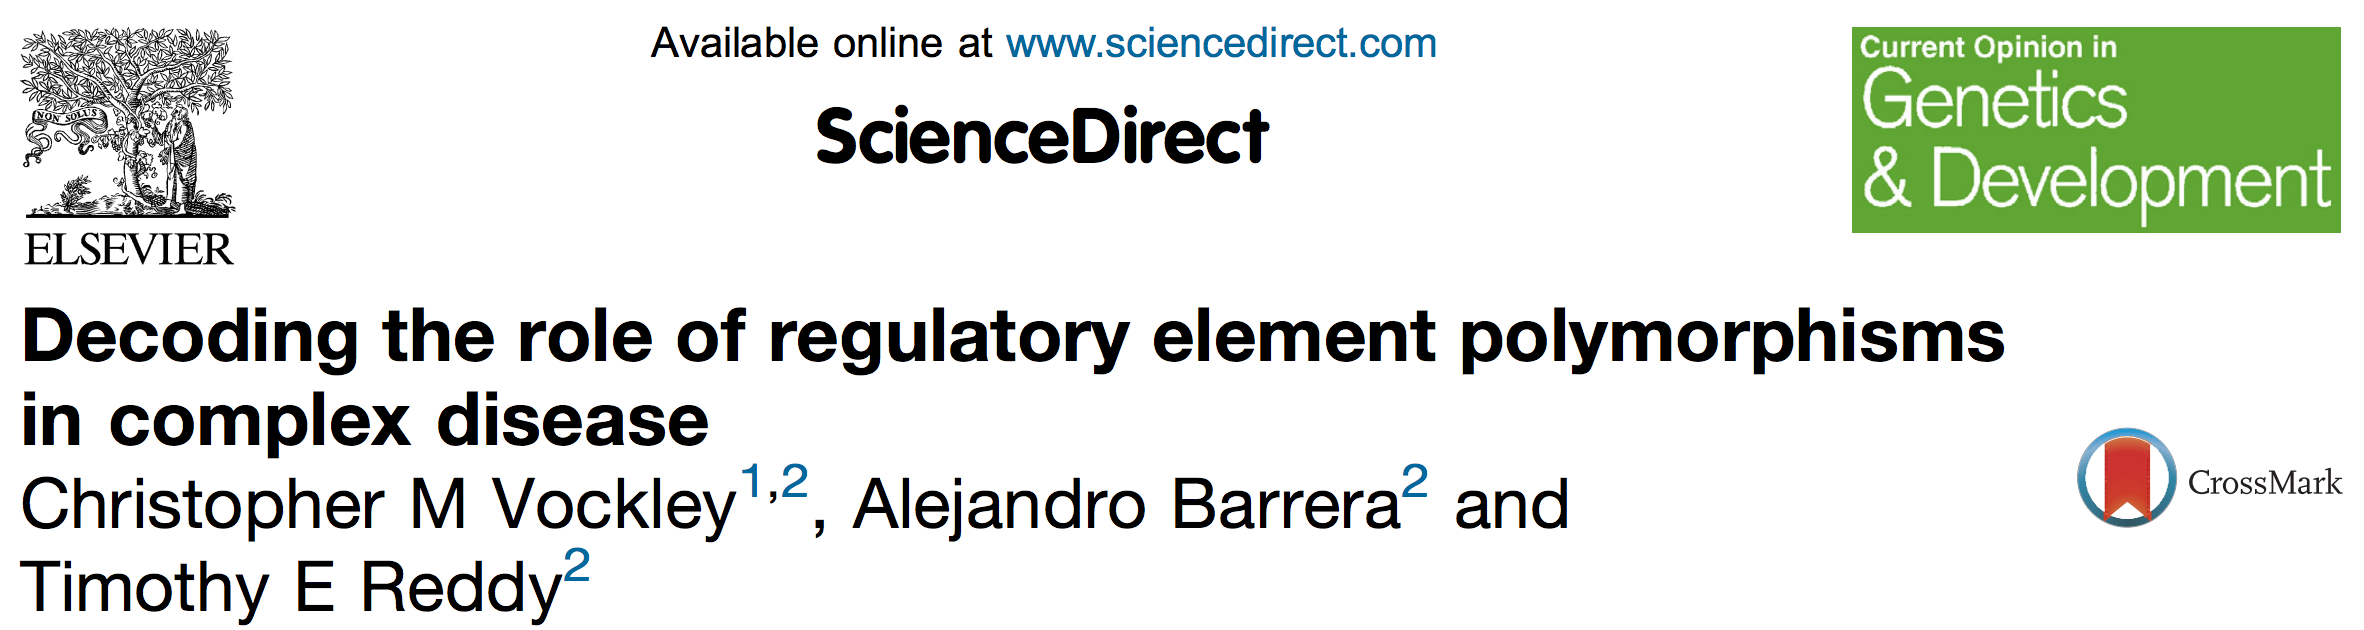 Available online at www.sciencedirect.com
ScienceDirect
Current Opinion in
Genetics
& Development
NON SOLUS
ELSEVIER
Decoding the role of regulatory element polymorphisms
in complex disease
Christopher M Vockley1,2, Alejandro Barrera2 and
Timothy E Reddy2
CrossMark